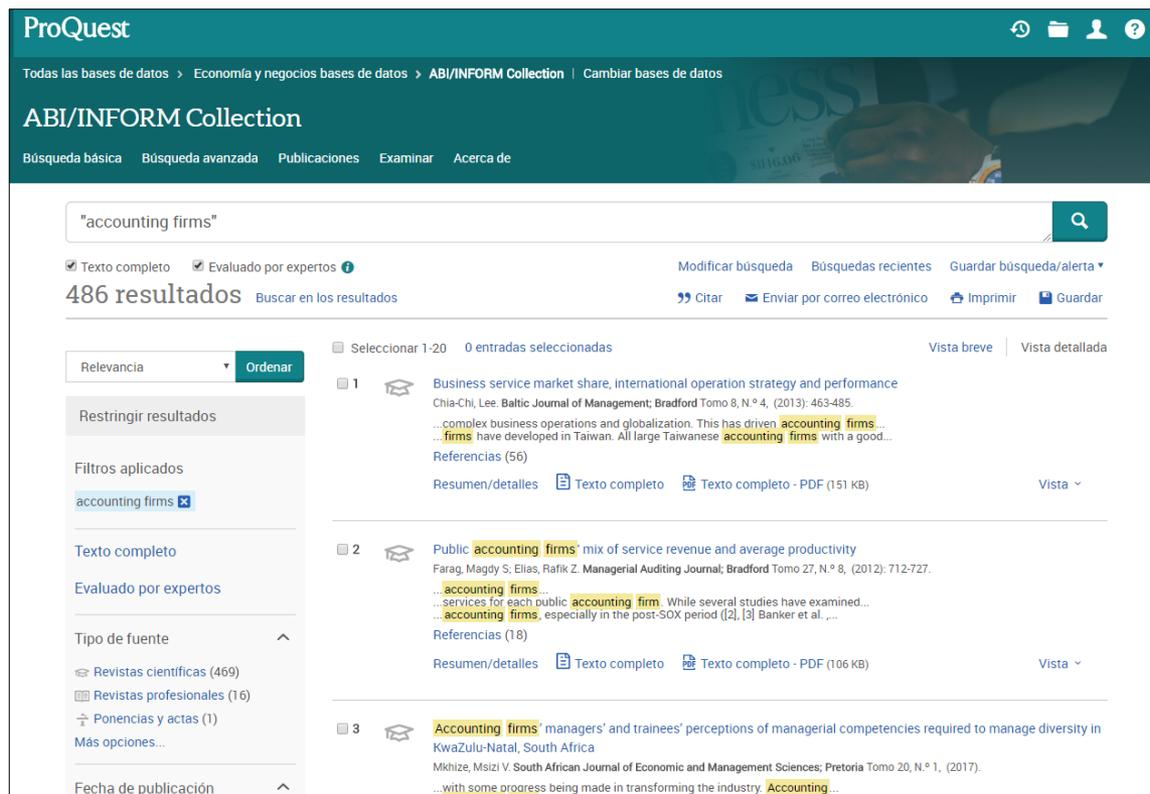 ProQuest
Todas las bases de datos > Economía y negocios bases de datos > ABI/INFORM Collection | Cambiar bases de datos
ABI/INFORM Collection
Búsqueda básica Búsqueda avanzada Publicaciones Examinar Acerca de
"accounting firms"
Texto completo Evaluado por expertos
Modificar búsqueda Búsquedas recientes Guardar búsqueda/alerta
486 resultados Buscar en los resultados
Citar Enviar por correo electrónico Imprimir Guardar
Relevancia Ordenar
Restringir resultados
Filtros aplicados
accounting firms
Texto completo
Evaluado por expertos
Tipo de fuente
Revistas científicas (469)
Revistas profesionales (16)
Ponencias y actas (1)
Más opciones...
Fecha de publicación
Seleccionar 1-20 0 entradas seleccionadas
Vista breve Vista detallada
1 Business service market share, international operation strategy and performance
Chia-Chi, Lee. Baltic Journal of Management; Bradford Tomo 8, N.º 4, (2013): 463-485.
...complex business operations and globalization. This has driven accounting firms...
...firms have developed in Taiwan. All large Taiwanese accounting firms with a good...
Referencias (56)
Resumen/detalles Texto completo Texto completo - PDF (151 KB) Vista
2 Public accounting firms' mix of service revenue and average productivity
Farag, Magdy S; Elias, Rafik Z. Managerial Auditing Journal; Bradford Tomo 27, N.º 8, (2012): 712-727.
...accounting firms...
...services for each public accounting firm. While several studies have examined...
...accounting firms, especially in the post-SOX period ([2], [3] Banker et al. ,...
Referencias (18)
Resumen/detalles Texto completo Texto completo - PDF (106 KB) Vista
3 Accounting firms' managers' and trainees' perceptions of managerial competencies required to manage diversity in
KwaZulu-Natal, South Africa
Mkhize, Msizi V. South African Journal of Economic and Management Sciences; Pretoria Tomo 20, N.º 1, (2017).
...with some progress being made in transforming the industry. Accounting...